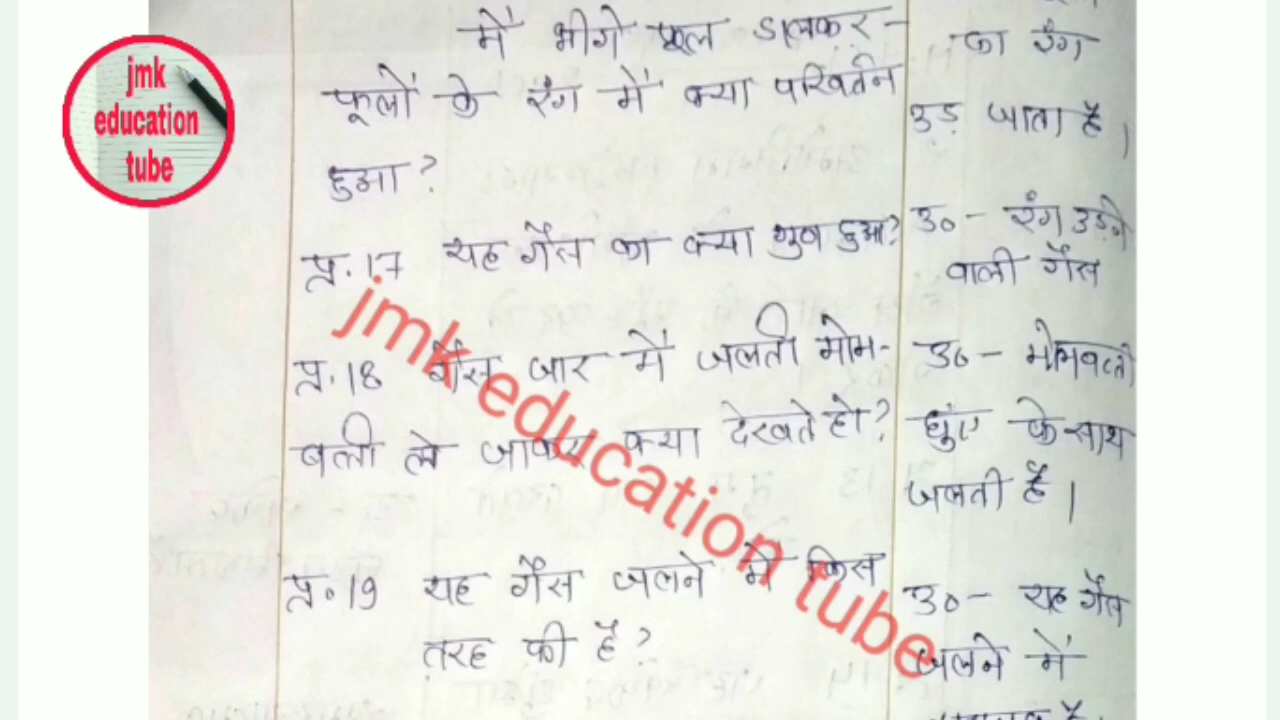 jmk
education
tube
में भीगे फूल डालकर-
फूलों के रंग में क्या परिवर्तन
हुआ?
प्र.17 यह गैस का क्या गुण हुआ?
प्र.18 गैस जार में जलती मोम-
बत्ती ले जाकर क्या देखते हो?
प्र.19 यह गैस जलने में किस
तरह की है?
का रंग
उड़ जाता है।
उ०- रंग उड़ाने
वाली गैस
उ०- मोमबत्ती
धुंए के साथ
जलती है।
उ०- यह गैस
जलने में
jmk education tube